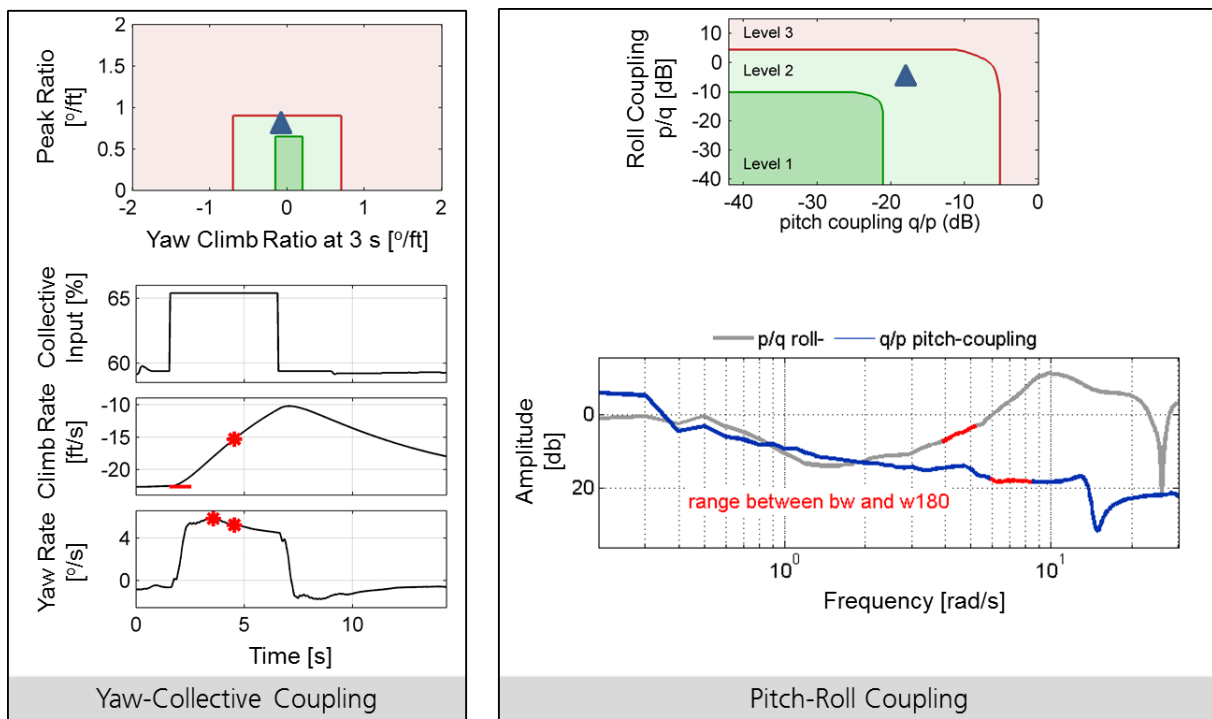 Peak Ratio
[º/ft]
2
1.5
1
0.5
0
-2
-1
0
1
2
Yaw Climb Ratio at 3 s [º/ft]
Collective
Input [%]
65
60
Climb Rate
[ft/s]
-10
-15
-20
Yaw Rate
[º/s]
4
0
0
5
10
Time [s]
Yaw-Collective Coupling
Roll Coupling
p/q [dB]
10
0
-10
-20
-30
-40
Level 3
Level 2
Level 1
-40
-30
-20
-10
0
pitch coupling q/p (dB)
p/q roll-
q/p pitch-coupling
Amplitude
[db]
0
20
range between bw and w180
10⁰
10¹
Frequency [rad/s]
Pitch-Roll Coupling